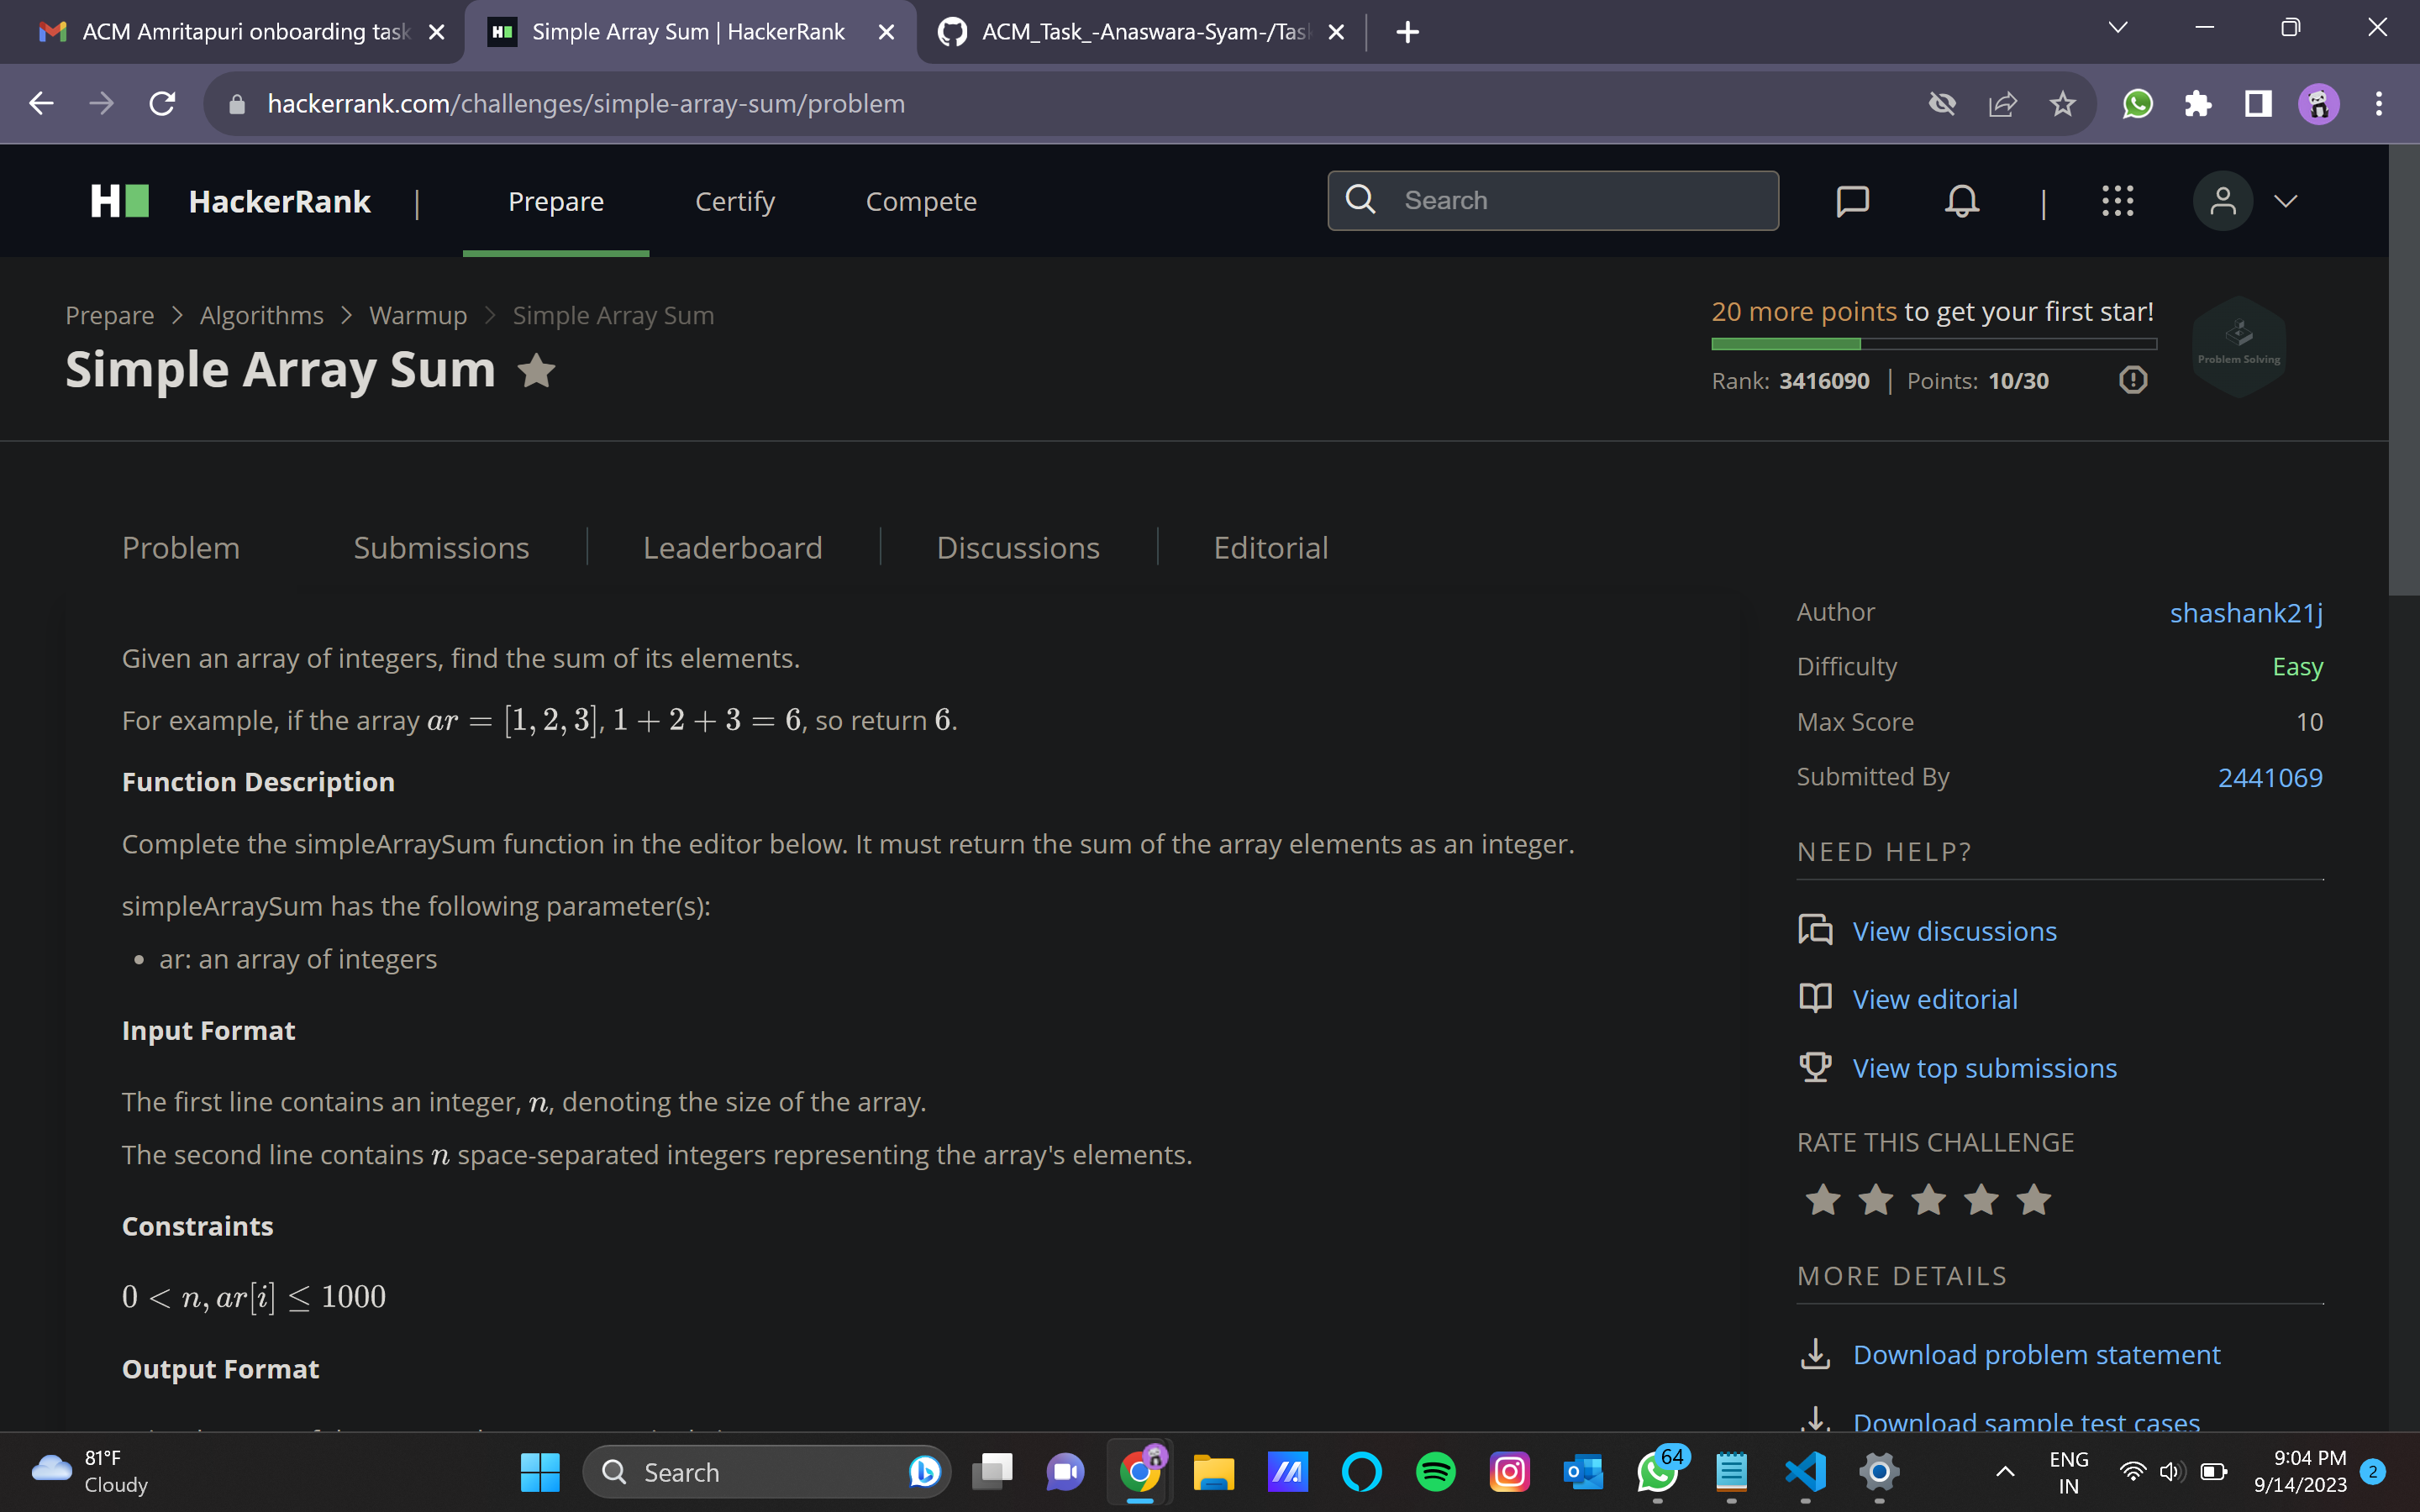 ACM Amritapuri onboarding task
Simple Array Sum | HackerRank
ACM_Task_-Anaswara-Syam-/Tas
hackerrank.com/challenges/simple-array-sum/problem
HackerRank
|
Prepare
Certify
Compete
Search
|
Prepare > Algorithms > Warmup > Simple Array Sum
20 more points to get your first star!
Simple Array Sum
Rank: 3416090 | Points: 10/30
Problem Solving
Problem
Submissions
Leaderboard
Discussions
Editorial
Given an array of integers, find the sum of its elements.
For example, if the array ar = [1, 2, 3], 1 + 2 + 3 = 6, so return 6.
Function Description
Complete the simpleArraySum function in the editor below. It must return the sum of the array elements as an integer.
simpleArraySum has the following parameter(s):
• ar: an array of integers
Input Format
The first line contains an integer, n, denoting the size of the array.
The second line contains n space-separated integers representing the array's elements.
Constraints
0 < n, ar[i] ≤ 1000
Output Format
Author shashank21j
Difficulty Easy
Max Score 10
Submitted By 2441069
NEED HELP?
View discussions
View editorial
View top submissions
RATE THIS CHALLENGE
MORE DETAILS
Download problem statement
Download sample test cases
81°F
Cloudy
Search
64
ENG
IN
9:04 PM
9/14/2023
2